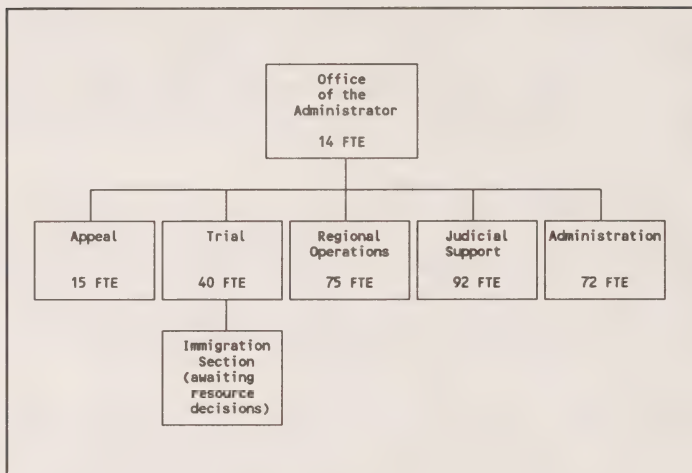 Office
of the
Administrator
14 FTE
Appeal
15 FTE
Trial
40 FTE
Regional
Operations
75 FTE
Judicial
Support
92 FTE
Administration
72 FTE
Immigration
Section
(awaiting
resource
decisions)